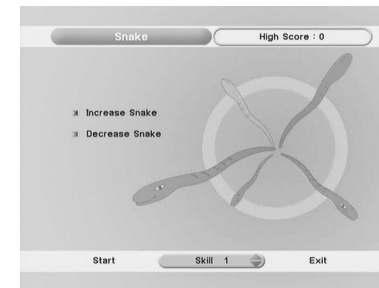 Snake
High Score : 0
Increase Snake
Decrease Snake
Start
Skill 1
Exit